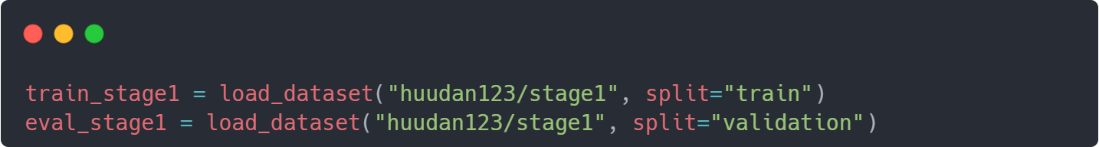 train_stage1 = load_dataset("huudan123/stage1", split="train")
eval_stage1 = load_dataset("huudan123/stage1", split="validation")